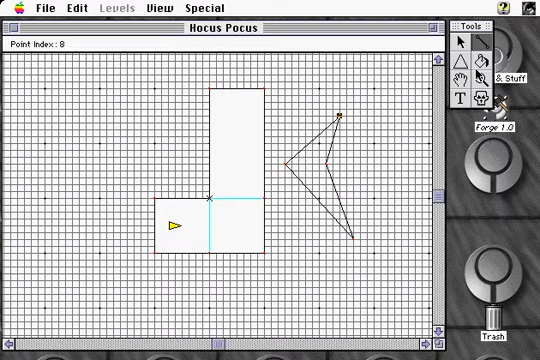 File Edit Levels View Special
Hocus Pocus
Tools
Point Index: 8
& Stuff
T
Forge 1.0
Trash